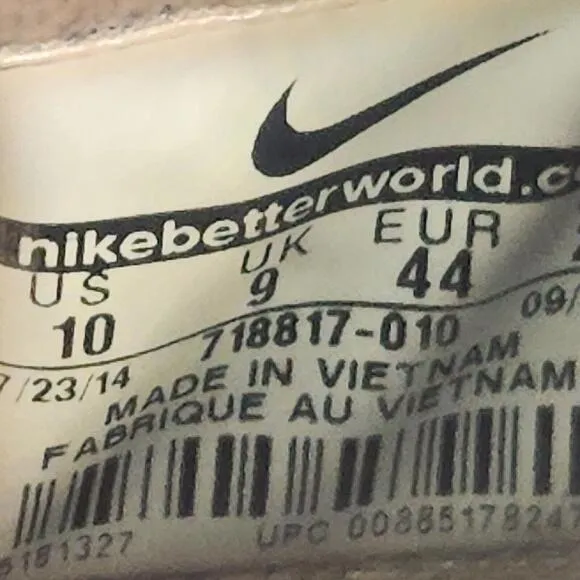 nikebetterworld.c
US UK EUR
10 9 44
718817-010
/23/14 09/
MADE IN VIETNAM
FABRIQUE AU VIETNAM
181327 UPC 00885178247